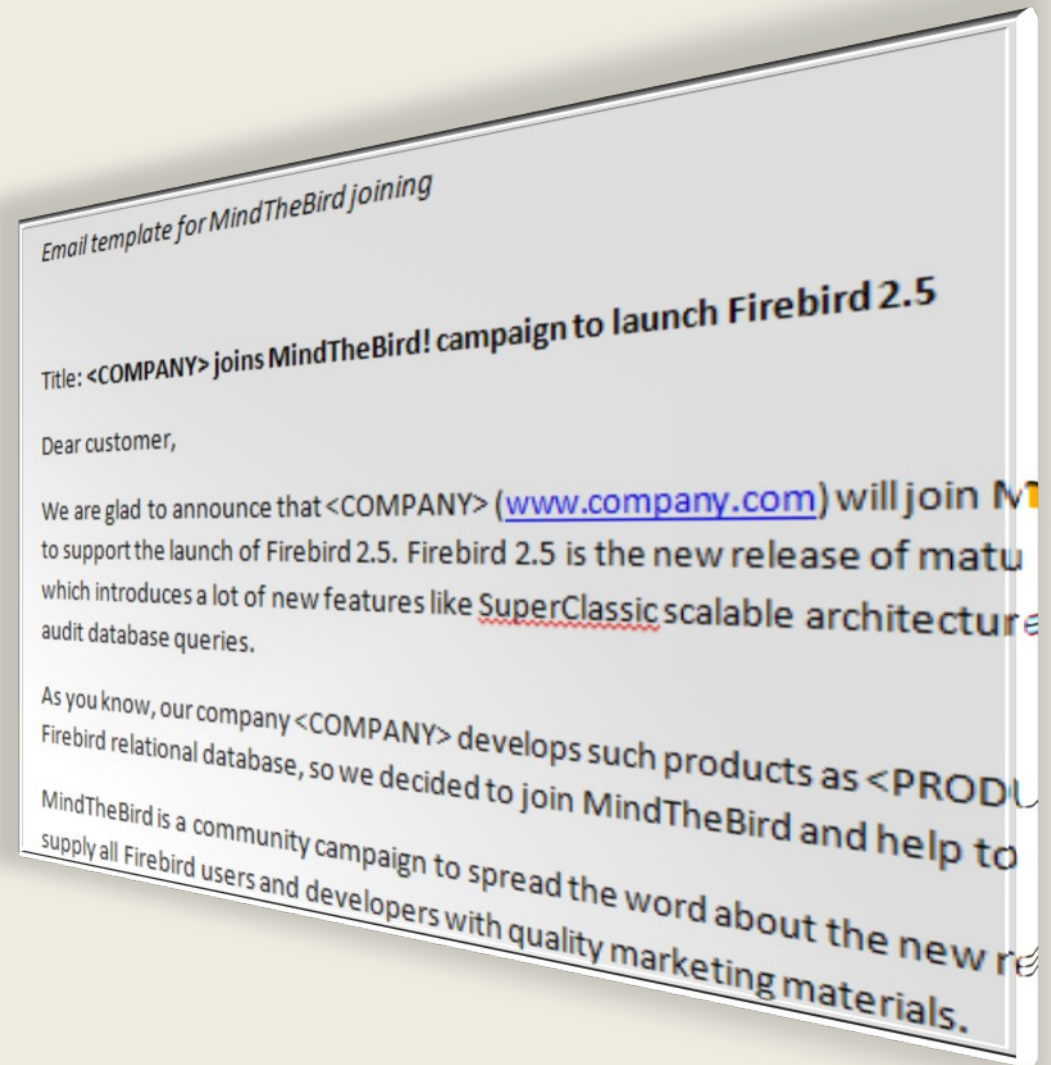 Email template for MindTheBird joining
Title: <COMPANY> joins MindTheBird! campaign to launch Firebird 2.5
Dear customer,
We are glad to announce that <COMPANY> (www.company.com) will join
to support the launch of Firebird 2.5. Firebird 2.5 is the new release of matu
which introduces a lot of new features like SuperClassic scalable architecture
audit database queries.
As you know, our company <COMPANY> develops such products as <PRODU
Firebird relational database, so we decided to join MindTheBird and help to
MindTheBird is a community campaign to spread the word about the new re
supply all Firebird users and developers with quality marketing materials.